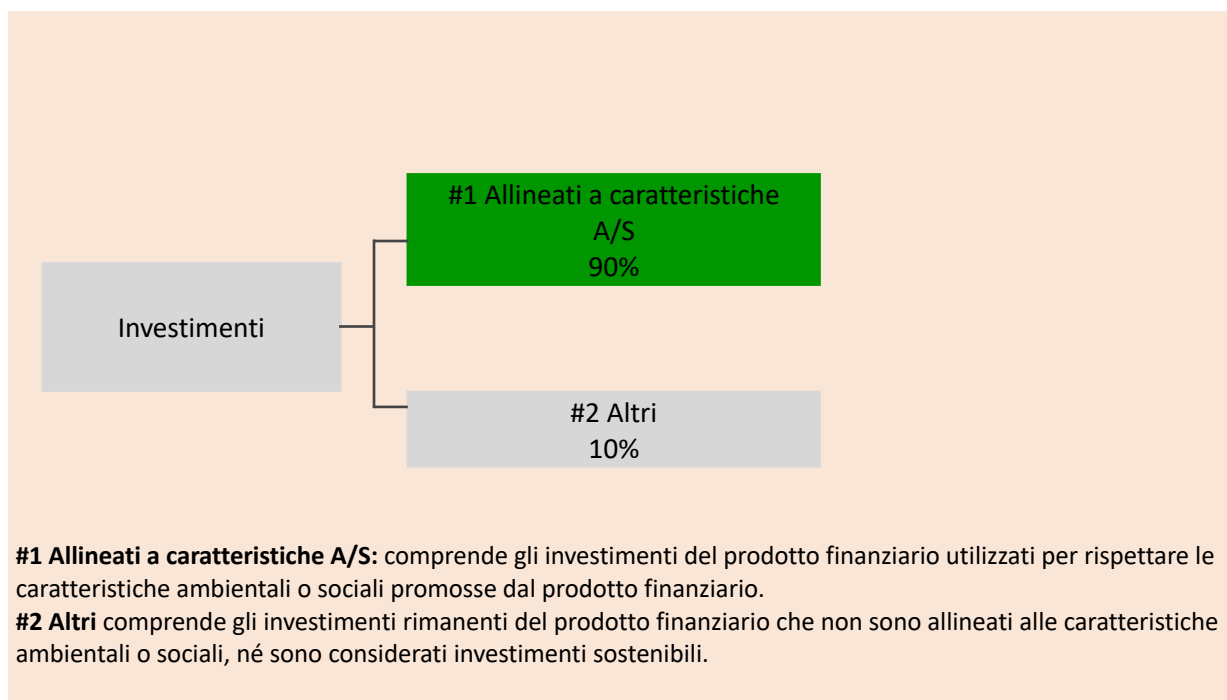 #1 Allineati a caratteristiche
A/S
90%
Investimenti
#2 Altri
10%
#1 Allineati a caratteristiche A/S: comprende gli investimenti del prodotto finanziario utilizzati per rispettare le
caratteristiche ambientali o sociali promosse dal prodotto finanziario.
#2 Altri comprende gli investimenti rimanenti del prodotto finanziario che non sono allineati alle caratteristiche
ambientali o sociali, né sono considerati investimenti sostenibili.